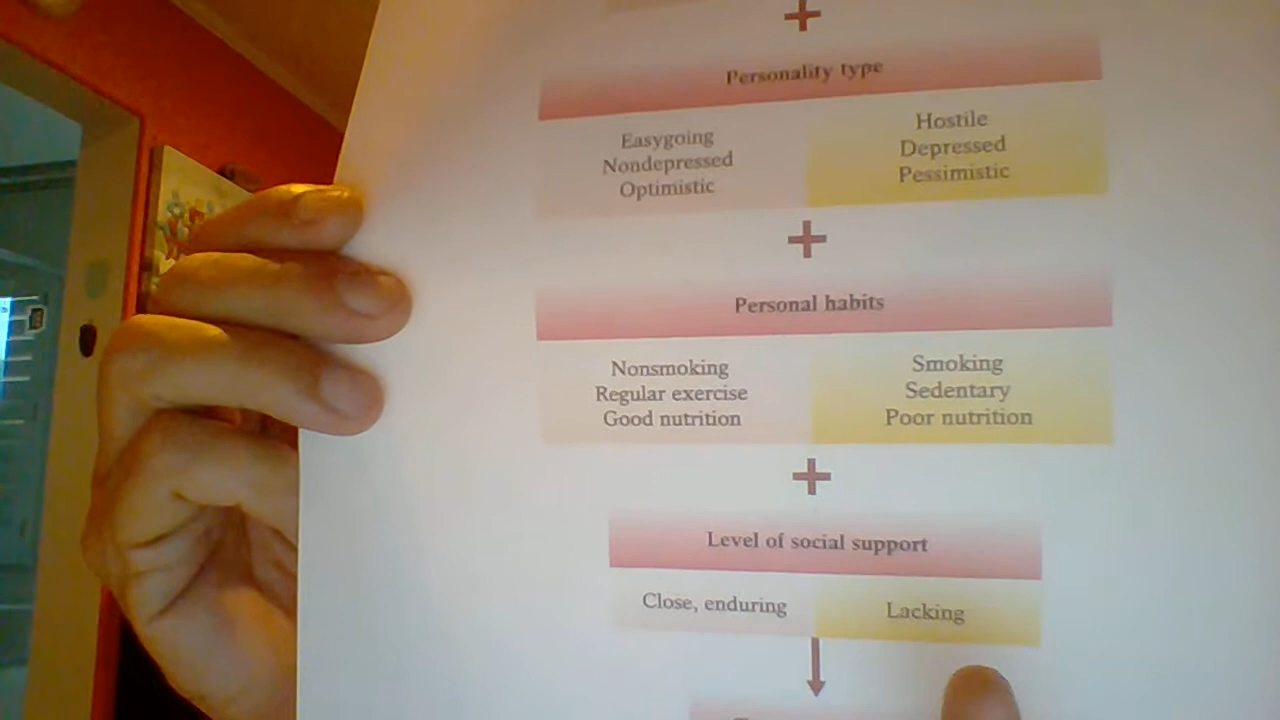 +
Personality type
Easygoing
Nondepressed
Optimistic
Hostile
Depressed
Pessimistic
+
Personal habits
Nonsmoking
Regular exercise
Good nutrition
Smoking
Sedentary
Poor nutrition
+
Level of social support
Close, enduring
Lacking